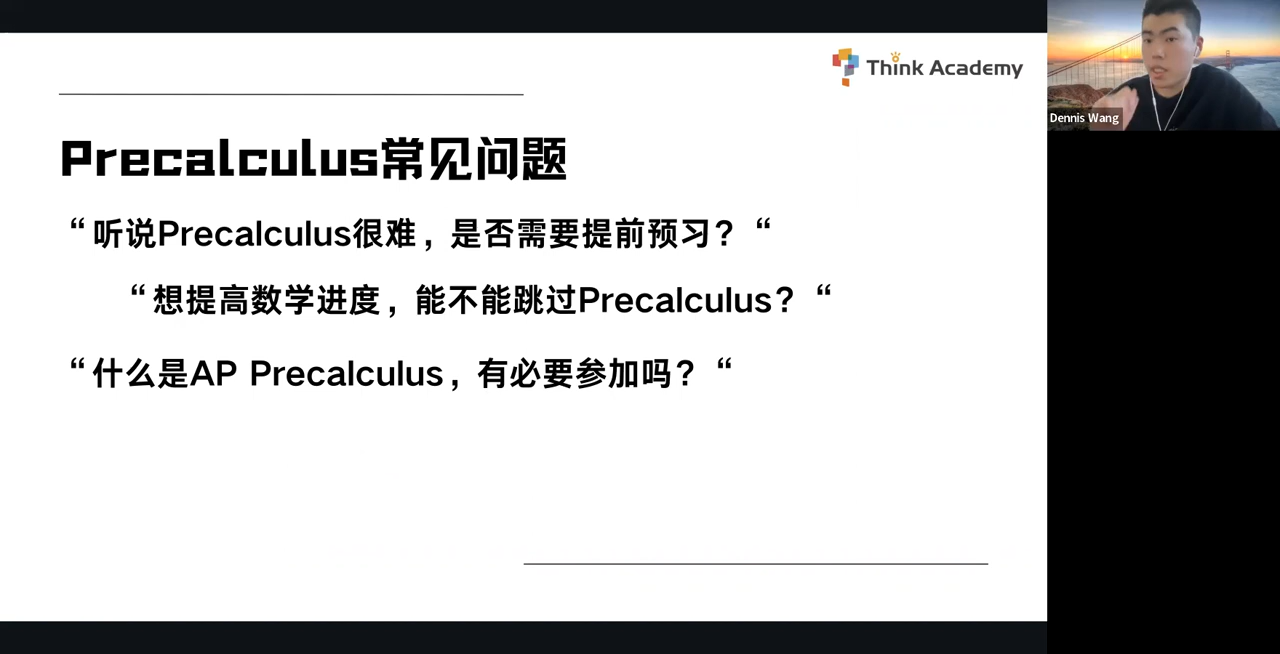 Think Academy
Dennis Wang
Precalculus常见问题
“听说Precalculus很难，是否需要提前预习？“
“想提高数学进度，能不能跳过Precalculus？“
“什么是AP Precalculus，有必要参加吗？“